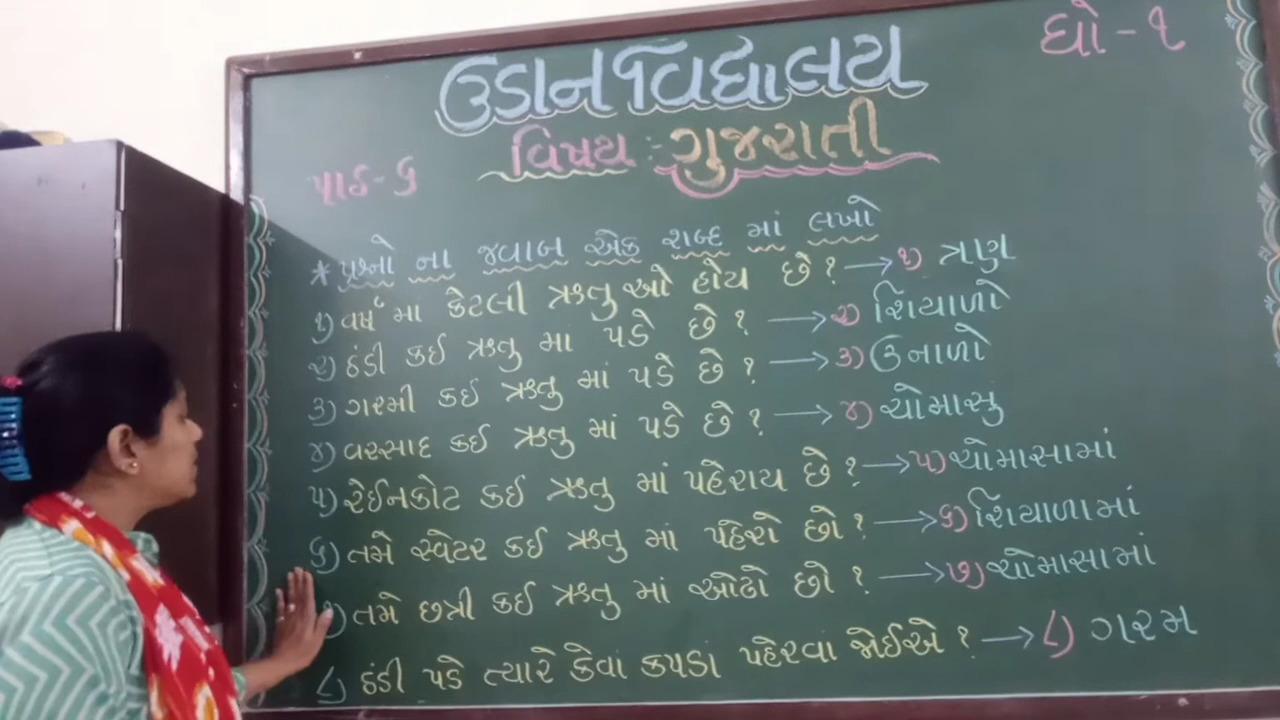 ધો - ૧
ઉડાન વિદ્યાલય
વિષય : ગુજરાતી
પાઠ - ૬
* પ્રશ્નો ના જવાબ એક શબ્દ માં લખો
૧) વર્ષ માં કેટલી ઋતુઓ હોય છે ? → ૧) ત્રણ
૨) ઠંડી કઈ ઋતુ માં પડે છે ? → ૨) શિયાળો
૩) ગરમી કઈ ઋતુ માં પડે છે ? → ૩) ઉનાળો
૪) વરસાદ કઈ ઋતુ માં પડે છે ? → ૪) ચોમાસુ
૫) રેઈનકોટ કઈ ઋતુ માં પહેરાય છે ? → ૫) ચોમાસામાં
૬) તમે સ્વેટર કઈ ઋતુ માં પહેરો છો ? → ૬) શિયાળામાં
) તમે છત્રી કઈ ઋતુ માં ઓઢો છો ? → ૭) ચોમાસામાં
૮) ઠંડી પડે ત્યારે કેવાં કપડાં પહેરવાં જોઈએ ? → ૮) ગરમ